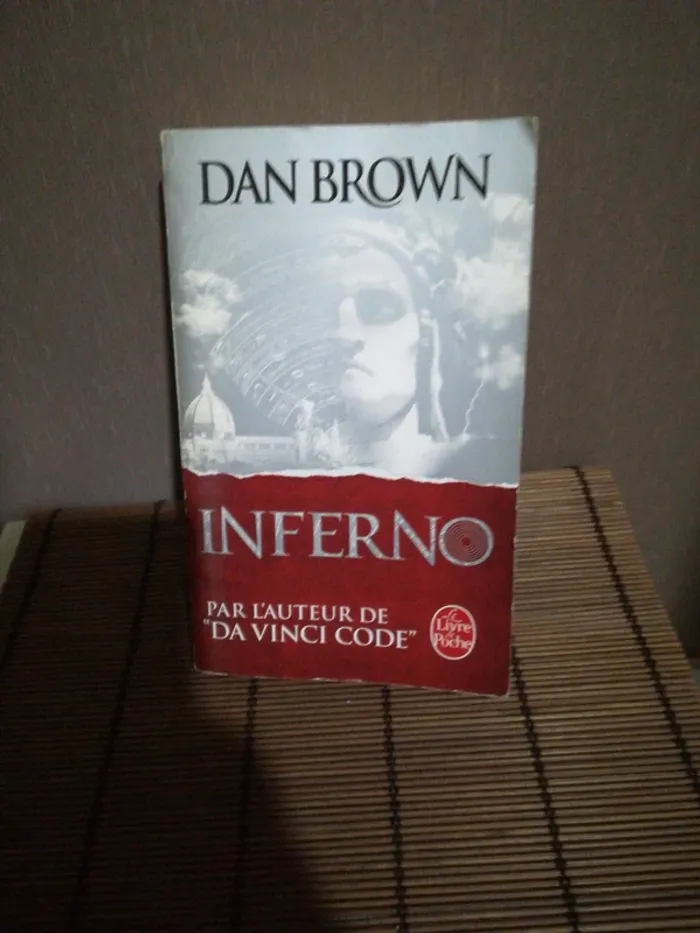 DAN BROWN
INFERNO
PAR L'AUTEUR DE
"DA VINCI CODE"
Le
Livre
de
Poche